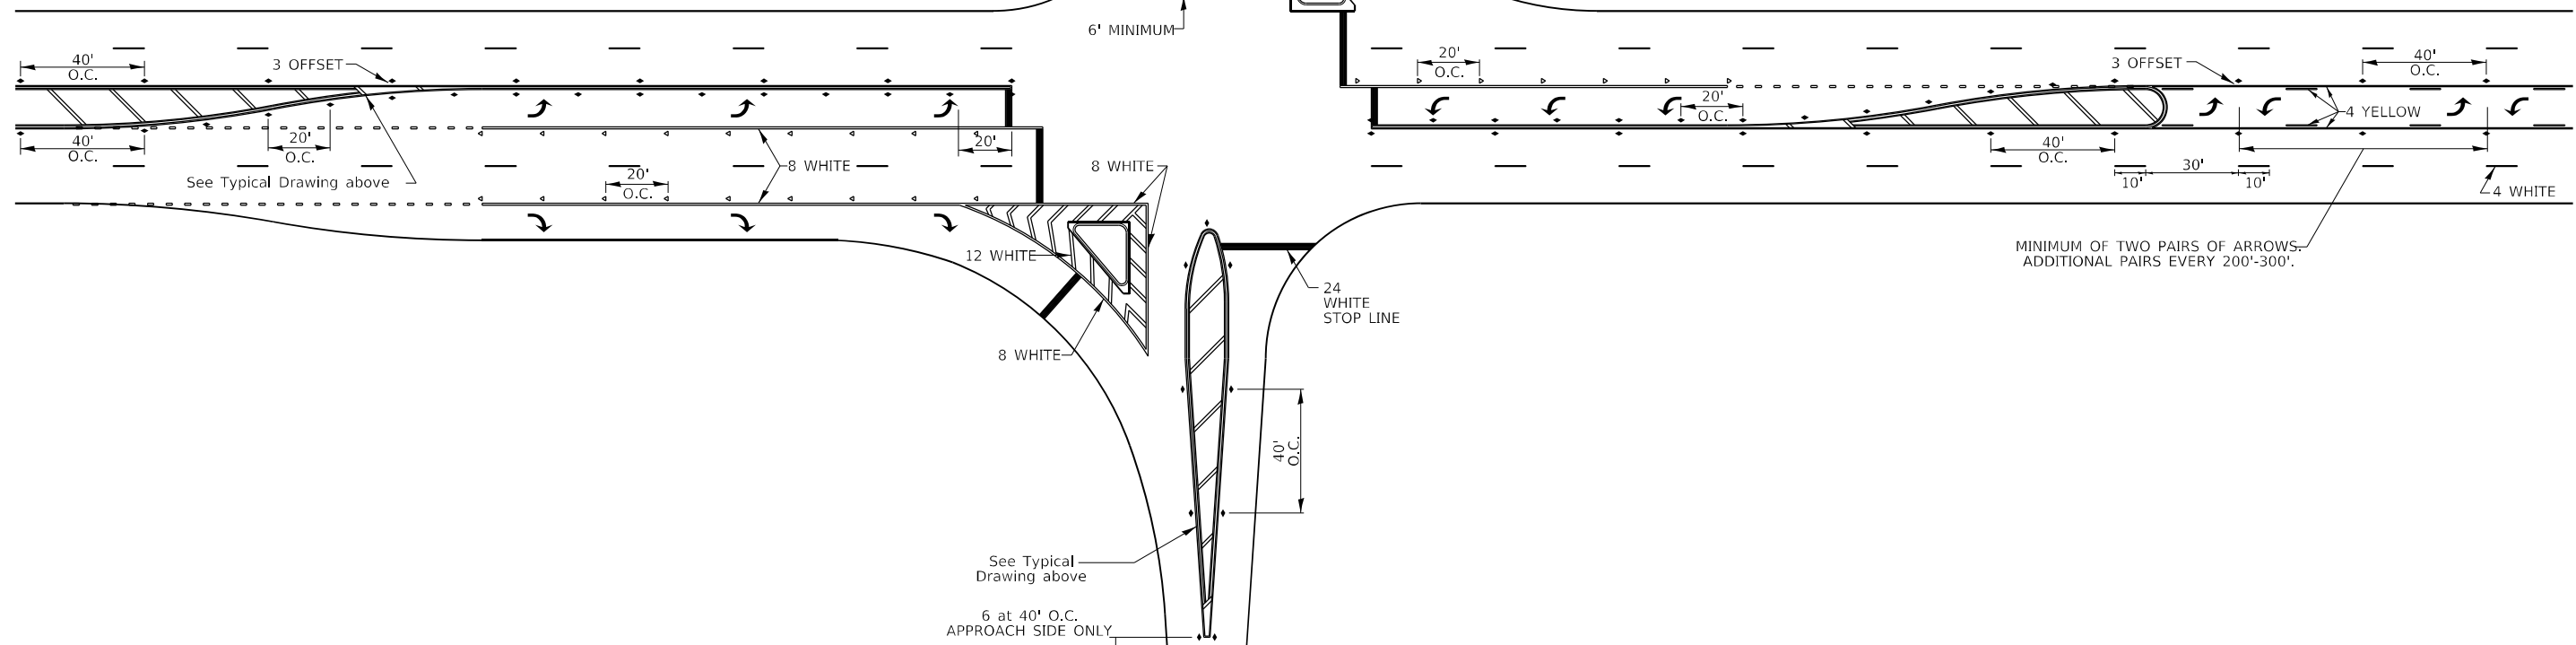 6' MINIMUM
40'
O.C.
3 OFFSET
20'
O.C.
3 OFFSET
40'
O.C.
4 YELLOW
20'
O.C.
40'
O.C.
20'
O.C.
See Typical Drawing above
20'
O.C.
8 WHITE
20'
8 WHITE
40'
O.C.
10'
30'
10'
4 WHITE
12 WHITE
8 WHITE
24
WHITE
STOP LINE
MINIMUM OF TWO PAIRS OF ARROWS.
ADDITIONAL PAIRS EVERY 200'-300'.
40'
O.C.
See Typical
Drawing above
6 at 40' O.C.
APPROACH SIDE ONLY